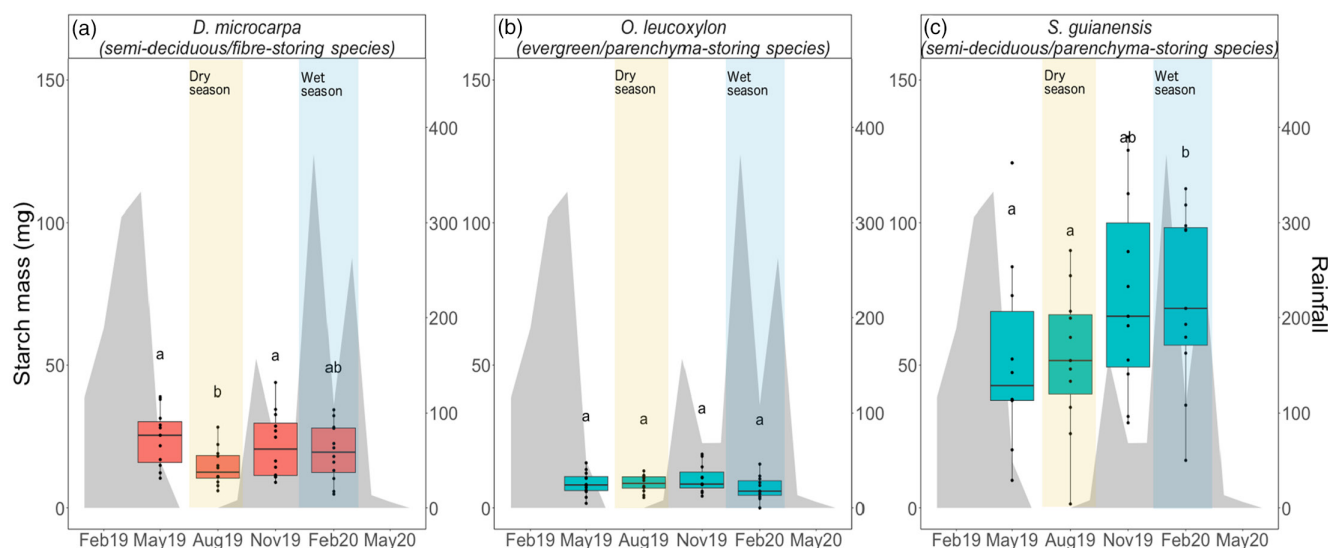 (a)
D. microcarpa
(semi-deciduous/fibre-storing species)
(b)
O. leucoxylon
(evergreen/parenchyma-storing species)
(c)
S. guianensis
(semi-deciduous/parenchyma-storing species)
Starch mass (mg)
150
100
50
0
Dry
season
Wet
season
a
b
a
ab
400
300
200
100
0
Feb19 May19 Aug19 Nov19 Feb20 May20
150
100
50
0
Dry
season
Wet
season
a
a
a
a
400
300
200
100
0
Feb19 May19 Aug19 Nov19 Feb20 May20
150
100
50
0
Dry
season
Wet
season
a
a
ab
b
400
300
200
100
0
Rainfall
Feb19 May19 Aug19 Nov19 Feb20 May20